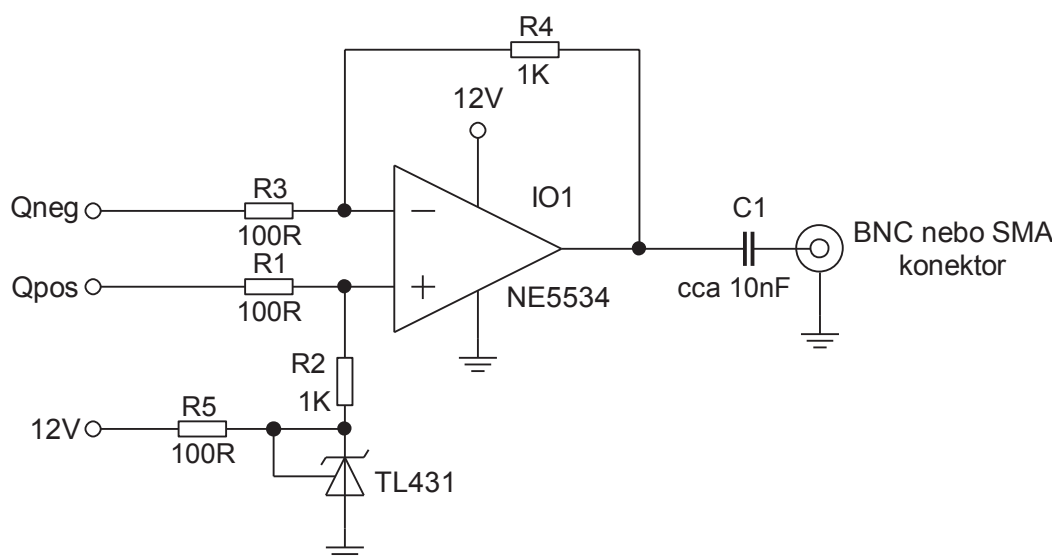 R4
1K
12V
R3
IO1
C1
Qneg
100R
BNC nebo SMA
konektor
R1
Qpos
100R
NE5534
cca 10nF
R2
1K
R5
12V
100R
TL431